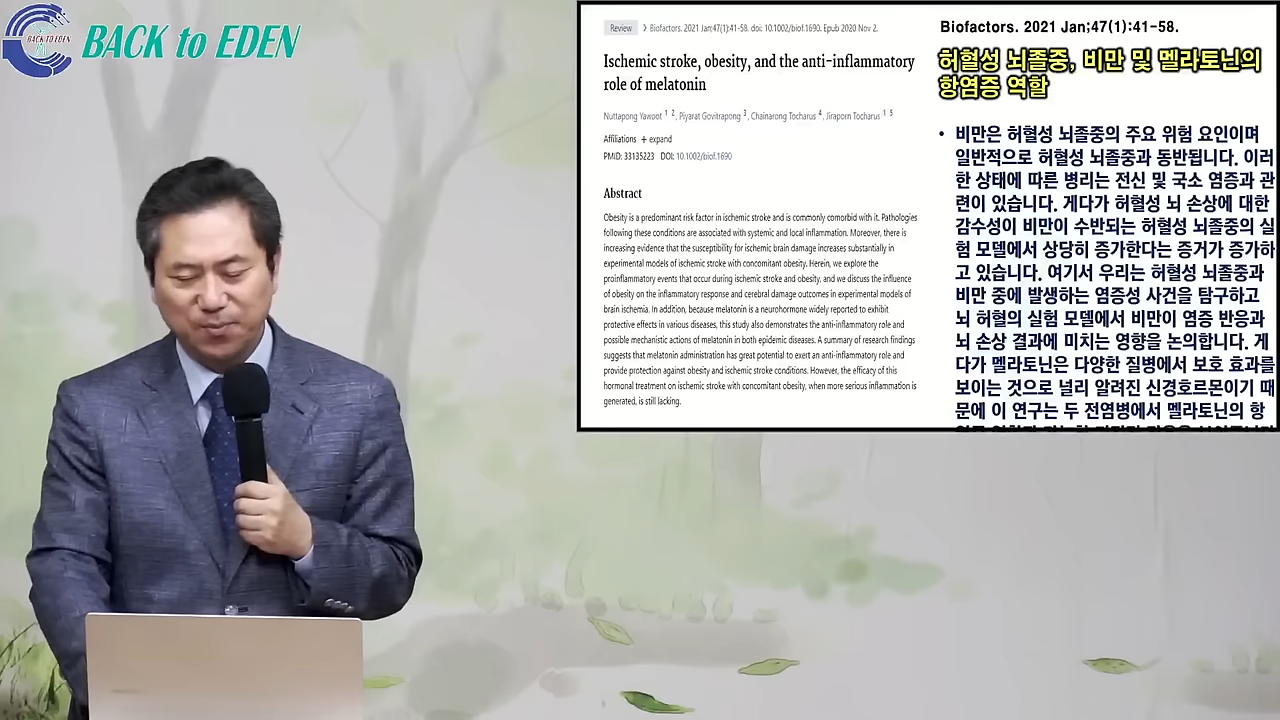 BACK TO EDEN
BACK to EDEN
Review
Biofactors. 2021 Jan;47(1):41-58. doi: 10.1002/biof.1690. Epub 2020 Nov 2.
Ischemic stroke, obesity, and the anti-inflammatory
role of melatonin
Nuttapong Yawoot 1 2, Piyarat Govitrapong 3, Chainarong Tocharus 4, Jiraporn Tocharus 1 5
Affiliations + expand
PMID: 33135223 DOI: 10.1002/biof.1690
Abstract
Obesity is a predominant risk factor in ischemic stroke and is commonly comorbid with it. Pathologies
following these conditions are associated with systemic and local inflammation. Moreover, there is
increasing evidence that the susceptibility for ischemic brain damage increases substantially in
experimental models of ischemic stroke with concomitant obesity. Herein, we explore the
proinflammatory events that occur during ischemic stroke and obesity, and we discuss the influence
of obesity on the inflammatory response and cerebral damage outcomes in experimental models of
brain ischemia. In addition, because melatonin is a neurohormone widely reported to exhibit
protective effects in various diseases, this study also demonstrates the anti-inflammatory role and
possible mechanistic actions of melatonin in both epidemic diseases. A summary of research findings
suggests that melatonin administration has great potential to exert an anti-inflammatory role and
provide protection against obesity and ischemic stroke conditions. However, the efficacy of this
hormonal treatment on ischemic stroke with concomitant obesity, when more serious inflammation is
generated, is still lacking.
Biofactors. 2021 Jan;47(1):41-58.
허혈성 뇌졸중, 비만 및 멜라토닌의
항염증 역할
• 비만은 허혈성 뇌졸중의 주요 위험 요인이며
일반적으로 허혈성 뇌졸중과 동반됩니다. 이러
한 상태에 따른 병리는 전신 및 국소 염증과 관
련이 있습니다. 게다가 허혈성 뇌 손상에 대한
감수성이 비만이 수반되는 허혈성 뇌졸중의 실
험 모델에서 상당히 증가한다는 증거가 증가하
고 있습니다. 여기서 우리는 허혈성 뇌졸중과
비만 중에 발생하는 염증성 사건을 탐구하고
뇌 허혈의 실험 모델에서 비만이 염증 반응과
뇌 손상 결과에 미치는 영향을 논의합니다. 게
다가 멜라토닌은 다양한 질병에서 보호 효과를
보이는 것으로 널리 알려진 신경호르몬이기 때
문에 이 연구는 두 전염병에서 멜라토닌의 항